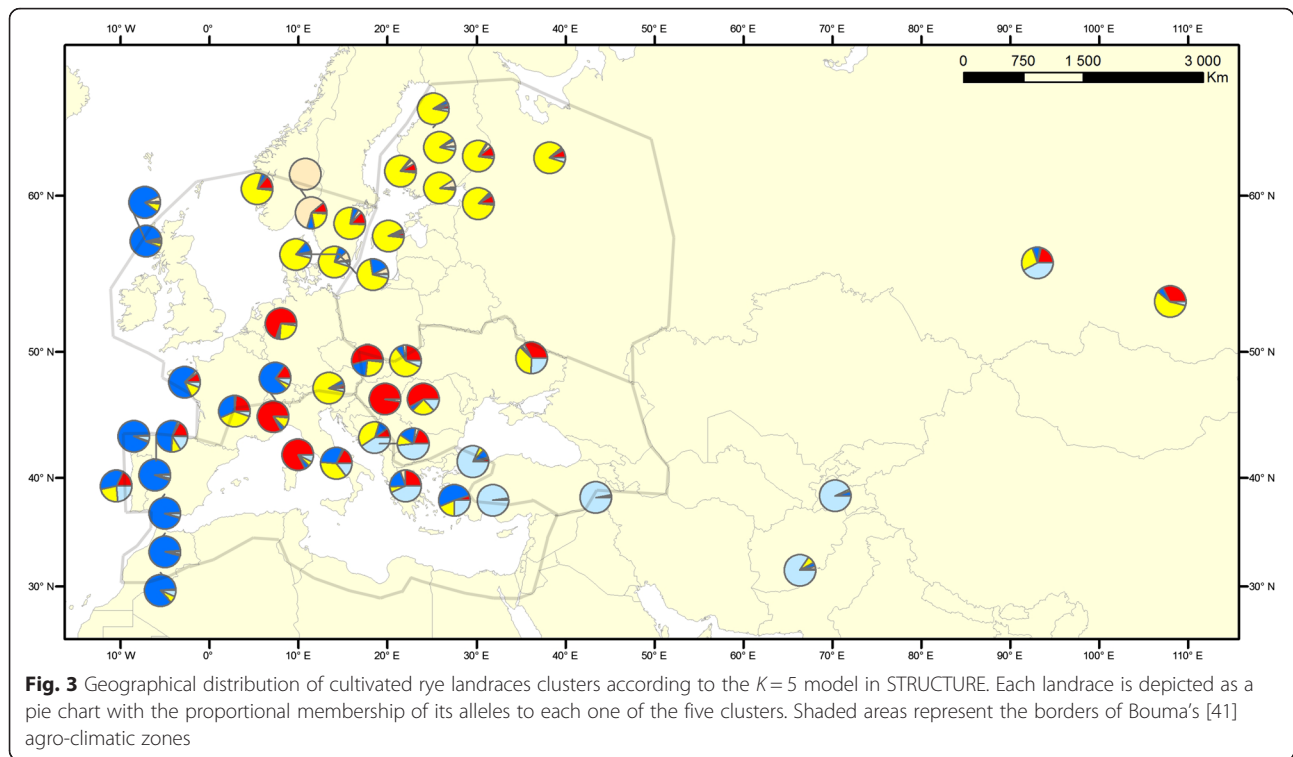 10° W 0° 10° E 20° E 30° E 40° E 50° E 60° E 70° E 80° E 90° E 100° E 110° E
0 750 1 500 3 000
Km
60° N 60° N
50° N 50° N
40° N 40° N
30° N 30° N
10° W 0° 10° E 20° E 30° E 40° E 50° E 60° E 70° E 80° E 90° E 100° E 110° E
Fig. 3 Geographical distribution of cultivated rye landraces clusters according to the K = 5 model in STRUCTURE. Each landrace is depicted as a
pie chart with the proportional membership of its alleles to each one of the five clusters. Shaded areas represent the borders of Bouma's [41]
agro-climatic zones